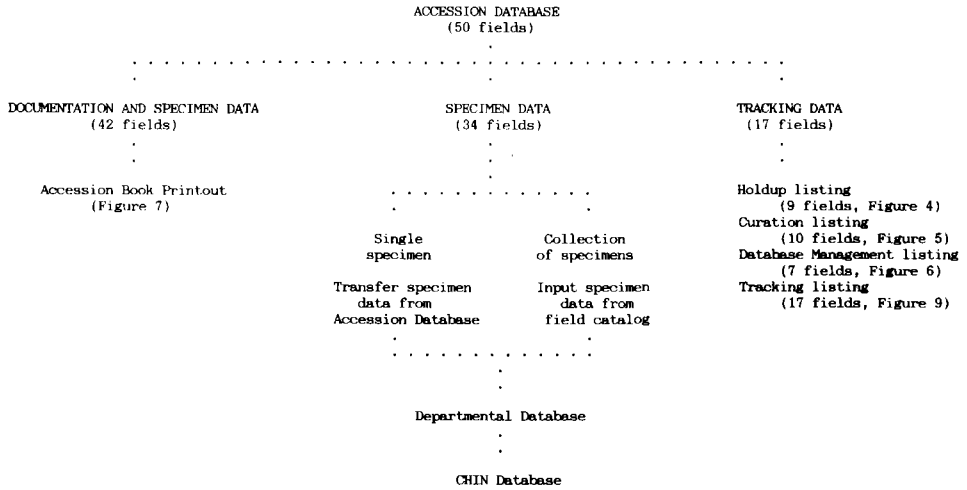 ACCESSION DATABASE
(50 fields)
DOCUMENTATION AND SPECIMEN DATA
(42 fields)
SPECIMEN DATA
(34 fields)
TRACKING DATA
(17 fields)
Accession Book Printout
(Figure 7)
Single
specimen
Transfer specimen
data from
Accession Database
Collection
of specimens
Input specimen
data from
field catalog
Holdup listing
(9 fields, Figure 4)
Curation listing
(10 fields, Figure 5)
Database Management listing
(7 fields, Figure 6)
Tracking listing
(17 fields, Figure 9)
Departmental Database
CHIN Database